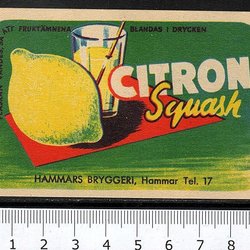 ATT FRUKTÄMNENA BLANDAS I DRYCKEN.
CITRON
Squash
HAMMARS BRYGGERI, Hammar Tel. 17
1 2 3 4 5 6 7 8 9